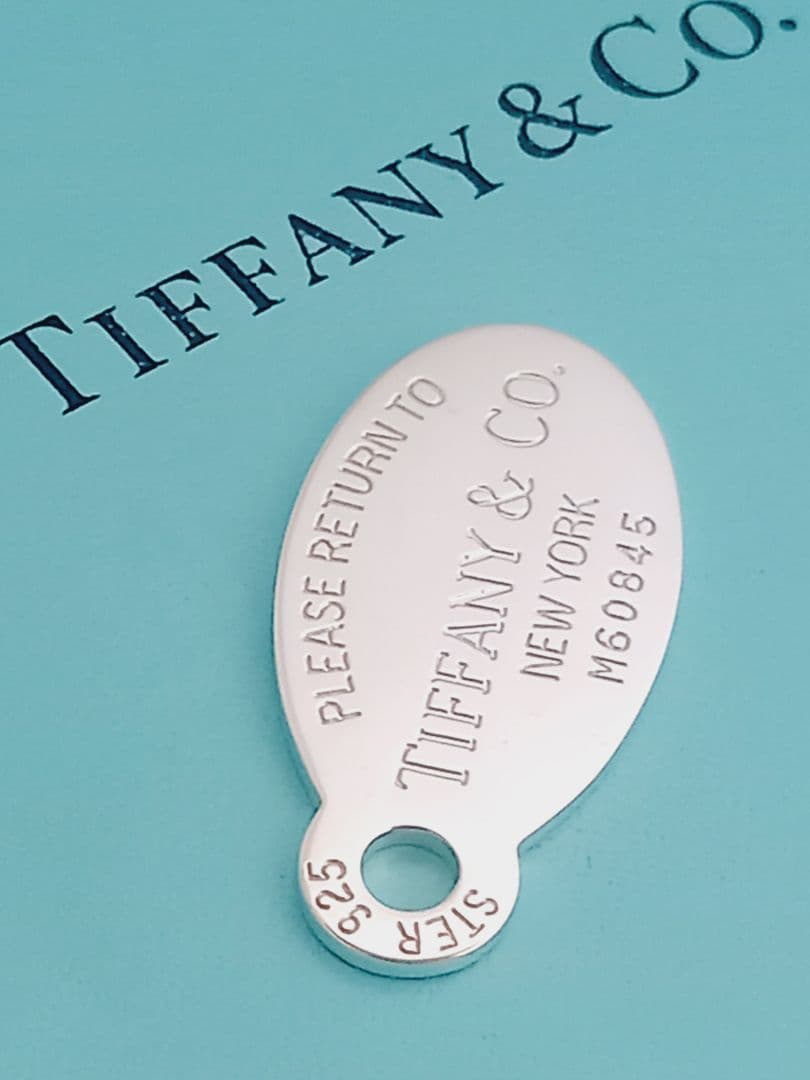 TIFFANY & CO.
PLEASE RETURN TO
TIFFANY & CO.
NEW YORK
M60845
STER 925